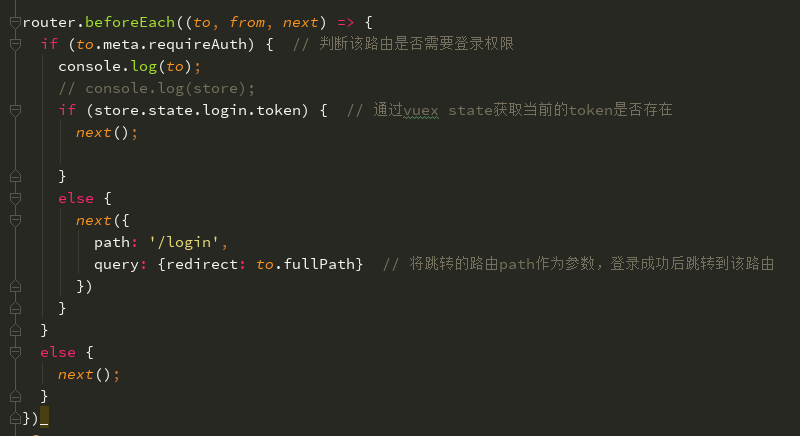 router.beforeEach((to, from, next) => {
  if (to.meta.requireAuth) {  // 判断该路由是否需要登录权限
    console.log(to);
    // console.log(store);
    if (store.state.login.token) {  // 通过vuex state获取当前的token是否存在
      next();
    }
    else {
      next({
        path: '/login',
        query: {redirect: to.fullPath}  // 将跳转的路由path作为参数，登录成功后跳转到该路由
      })
    }
  }
  else {
    next();
  }
})